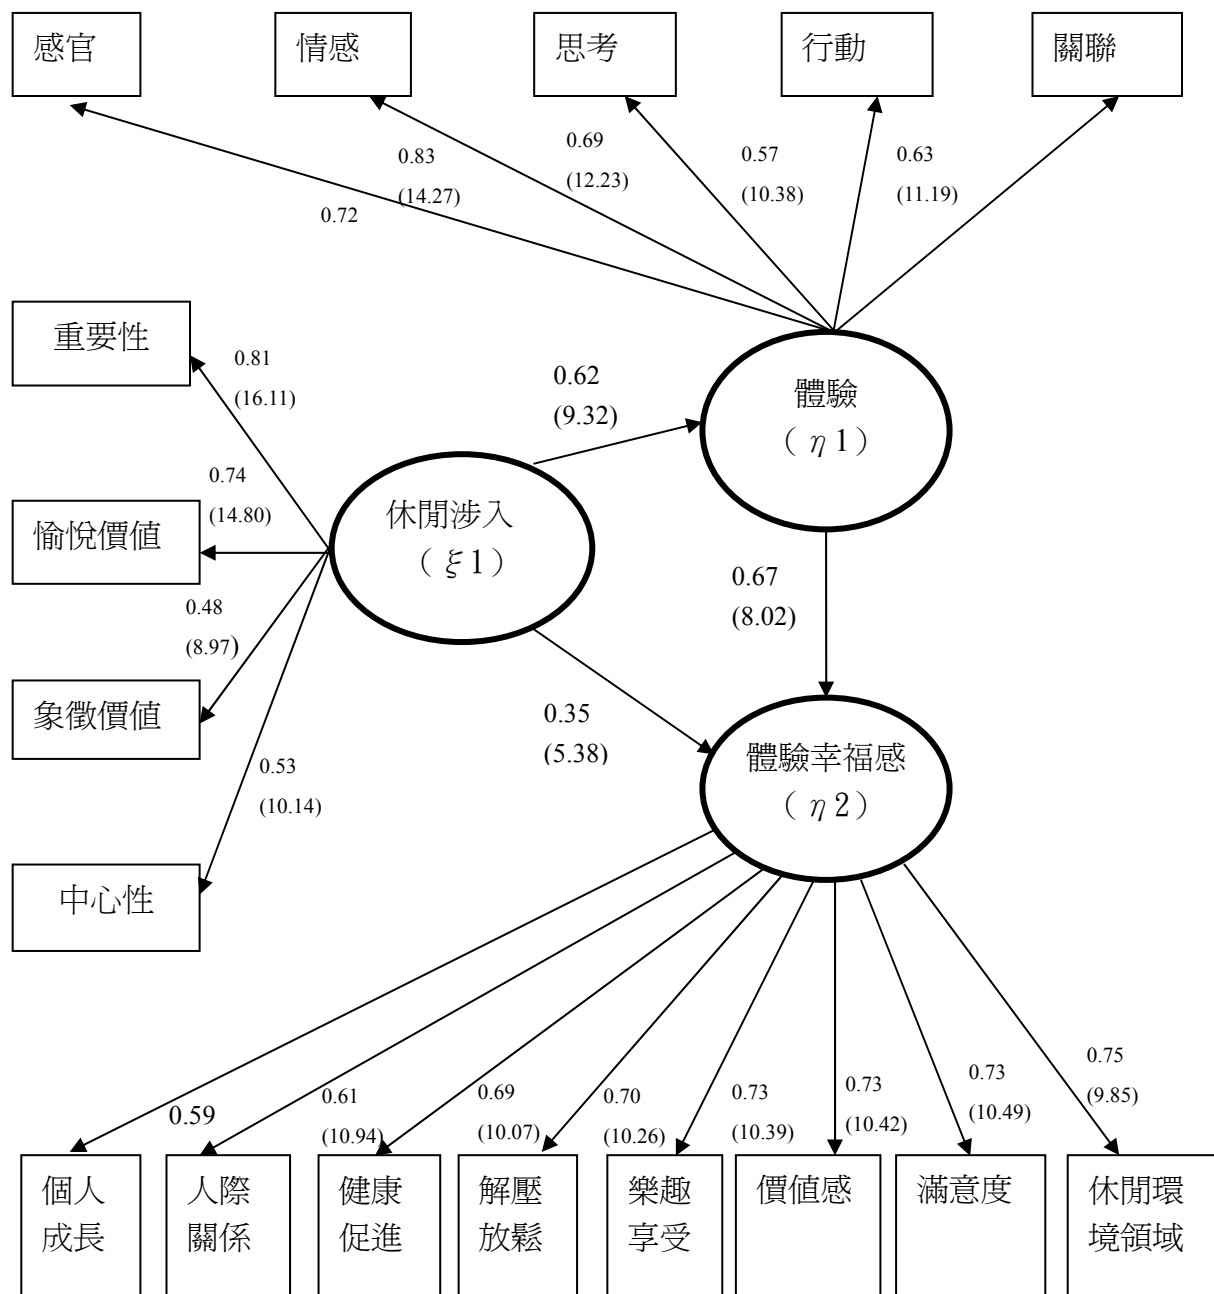 感官
情感
思考
行動
關聯
0.83
(14.27)
0.69
(12.23)
0.57
(10.38)
0.63
(11.19)
0.72
重要性
0.81
(16.11)
0.62
(9.32)
體驗
（η1）
愉悅價值
0.74
(14.80)
休閒涉入
（ξ1）
0.67
(8.02)
0.48
(8.97)
象徵價值
0.35
(5.38)
體驗幸福感
（η2）
0.53
(10.14)
中心性
0.59
0.61
(10.94)
0.69
(10.07)
0.70
(10.26)
0.73
(10.39)
0.73
(10.42)
0.73
(10.49)
0.75
(9.85)
個人
成長
人際
關係
健康
促進
解壓
放鬆
樂趣
享受
價值感
滿意度
休閒環
境領域